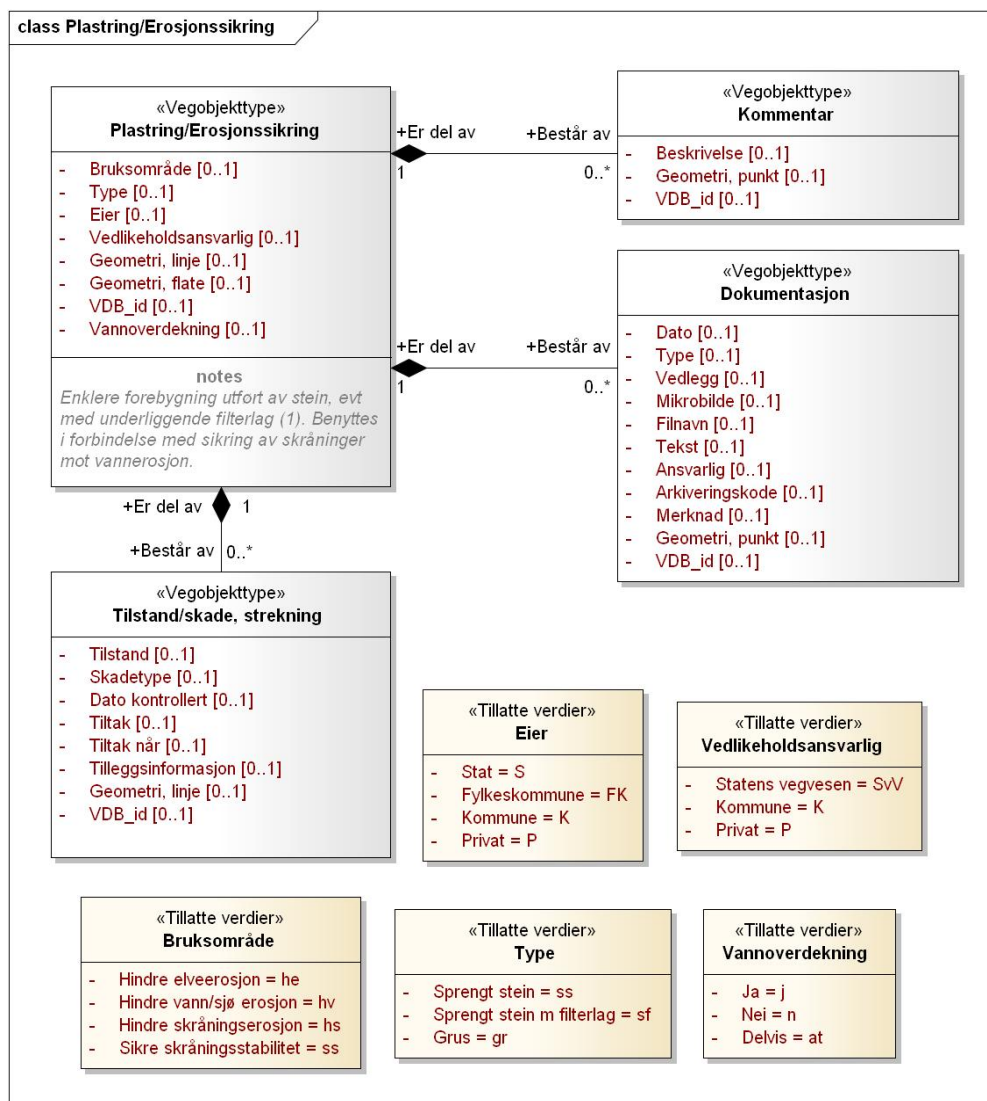 class Plastring/Erosjonssikring
«Vegobjekttype»
Plastring/Erosjonssikring
- Bruksområde [0..1]
- Type [0..1]
- Eier [0..1]
- Vedlikeholdsansvarlig [0..1]
- Geometri, linje [0..1]
- Geometri, flate [0..1]
- VDB_id [0..1]
- Vannoverdekning [0..1]
notes
Enklere forebygning utført av stein, evt
med underliggende filterlag (1). Benyttes
i forbindelse med sikring av skråninger
mot vannerosjon.
+Er del av
+Består av
1
0..*
«Vegobjekttype»
Kommentar
- Beskrivelse [0..1]
- Geometri, punkt [0..1]
- VDB_id [0..1]
+Er del av
+Består av
1
0..*
«Vegobjekttype»
Dokumentasjon
- Dato [0..1]
- Type [0..1]
- Vedlegg [0..1]
- Mikrobilde [0..1]
- Filnavn [0..1]
- Tekst [0..1]
- Ansvarlig [0..1]
- Arkiveringskode [0..1]
- Merknad [0..1]
- Geometri, punkt [0..1]
- VDB_id [0..1]
+Er del av
1
+Består av
0..*
«Vegobjekttype»
Tilstand/skade, strekning
- Tilstand [0..1]
- Skadetype [0..1]
- Dato kontrollert [0..1]
- Tiltak [0..1]
- Tiltak når [0..1]
- Tilleggsinformasjon [0..1]
- Geometri, linje [0..1]
- VDB_id [0..1]
«Tillatte verdier»
Eier
- Stat = S
- Fylkeskommune = FK
- Kommune = K
- Privat = P
«Tillatte verdier»
Vedlikeholdsansvarlig
- Statens vegvesen = SvV
- Kommune = K
- Privat = P
«Tillatte verdier»
Bruksområde
- Hindre elveerosjon = he
- Hindre vann/sjø erosjon = hv
- Hindre skråningserosjon = hs
- Sikre skråningsstabilitet = ss
«Tillatte verdier»
Type
- Sprengt stein = ss
- Sprengt stein m filterlag = sf
- Grus = gr
«Tillatte verdier»
Vannoverdekning
- Ja = j
- Nei = n
- Delvis = at